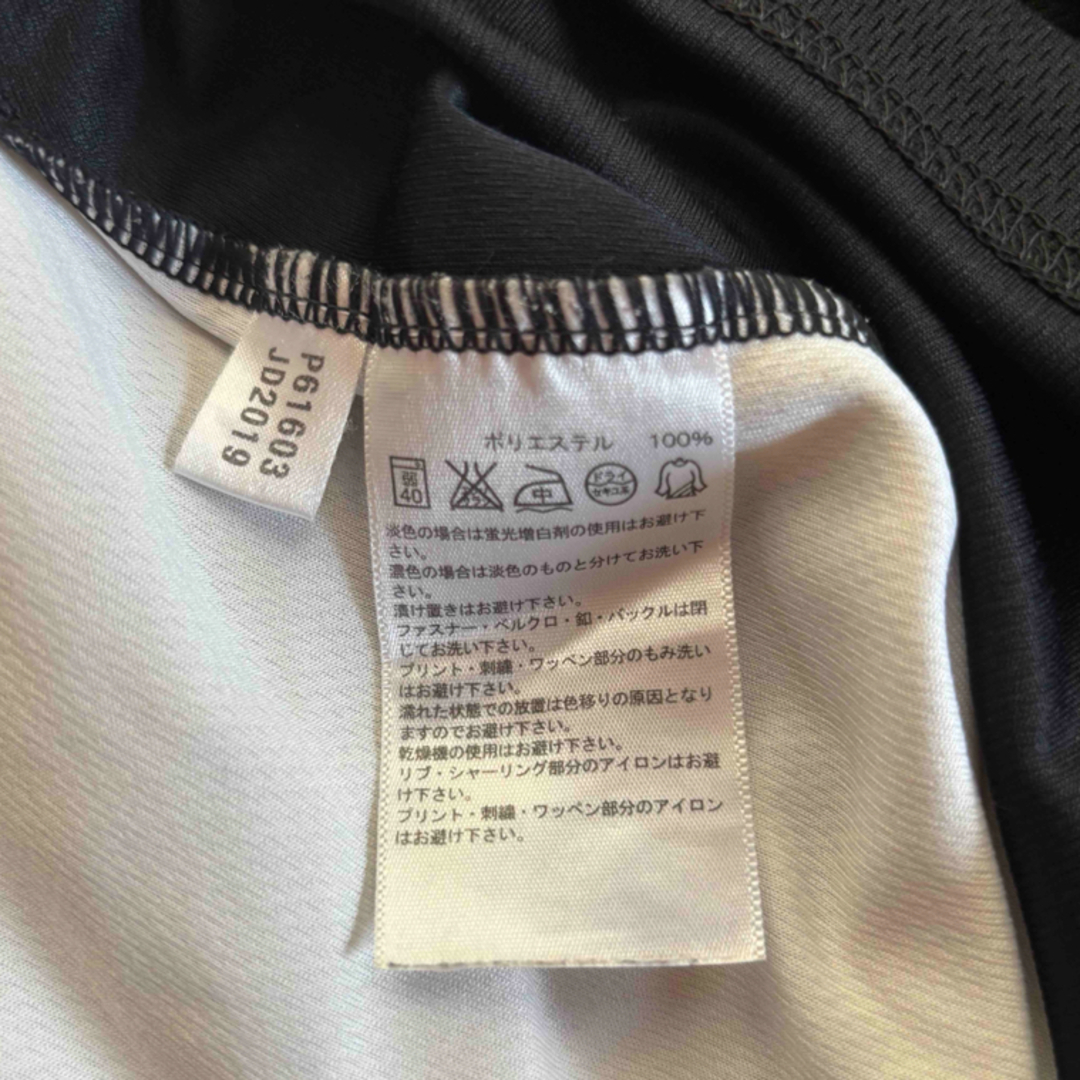 P61603
JD2019
ポリエステル 100%
弱
40
中
ドライ
セキユ系
淡色の場合は蛍光増白剤の使用はお避け下
さい。
濃色の場合は淡色のものと分けてお洗い下
さい。
漬け置きはお避け下さい。
ファスナー・ベルクロ・釦・バックルは閉
じてお洗い下さい。
プリント・刺繍・ワッペン部分のもみ洗い
はお避け下さい。
濡れた状態での放置は色移りの原因となり
ますのでお避け下さい。
乾燥機の使用はお避け下さい。
リブ・シャーリング部分のアイロンはお避
け下さい。
プリント・刺繍・ワッペン部分のアイロン
はお避け下さい。